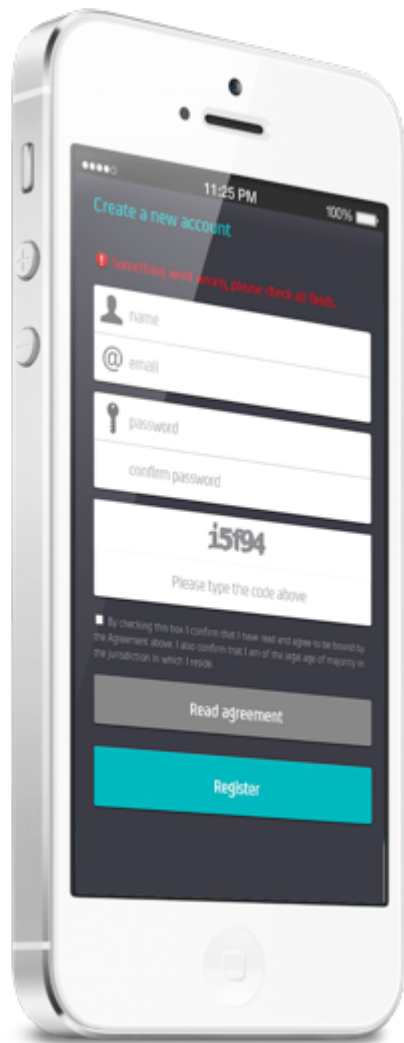 11:25 PM
100%
Create a new account
Something went wrong, please check all fields.
name
@ email
password
confirm password
i5f94
Please type the code above
By checking this box I confirm that I have read and agree to be bound by
the Agreement above. I also confirm that I am of the legal age of majority in
the jurisdiction in which I reside.
Read agreement
Register